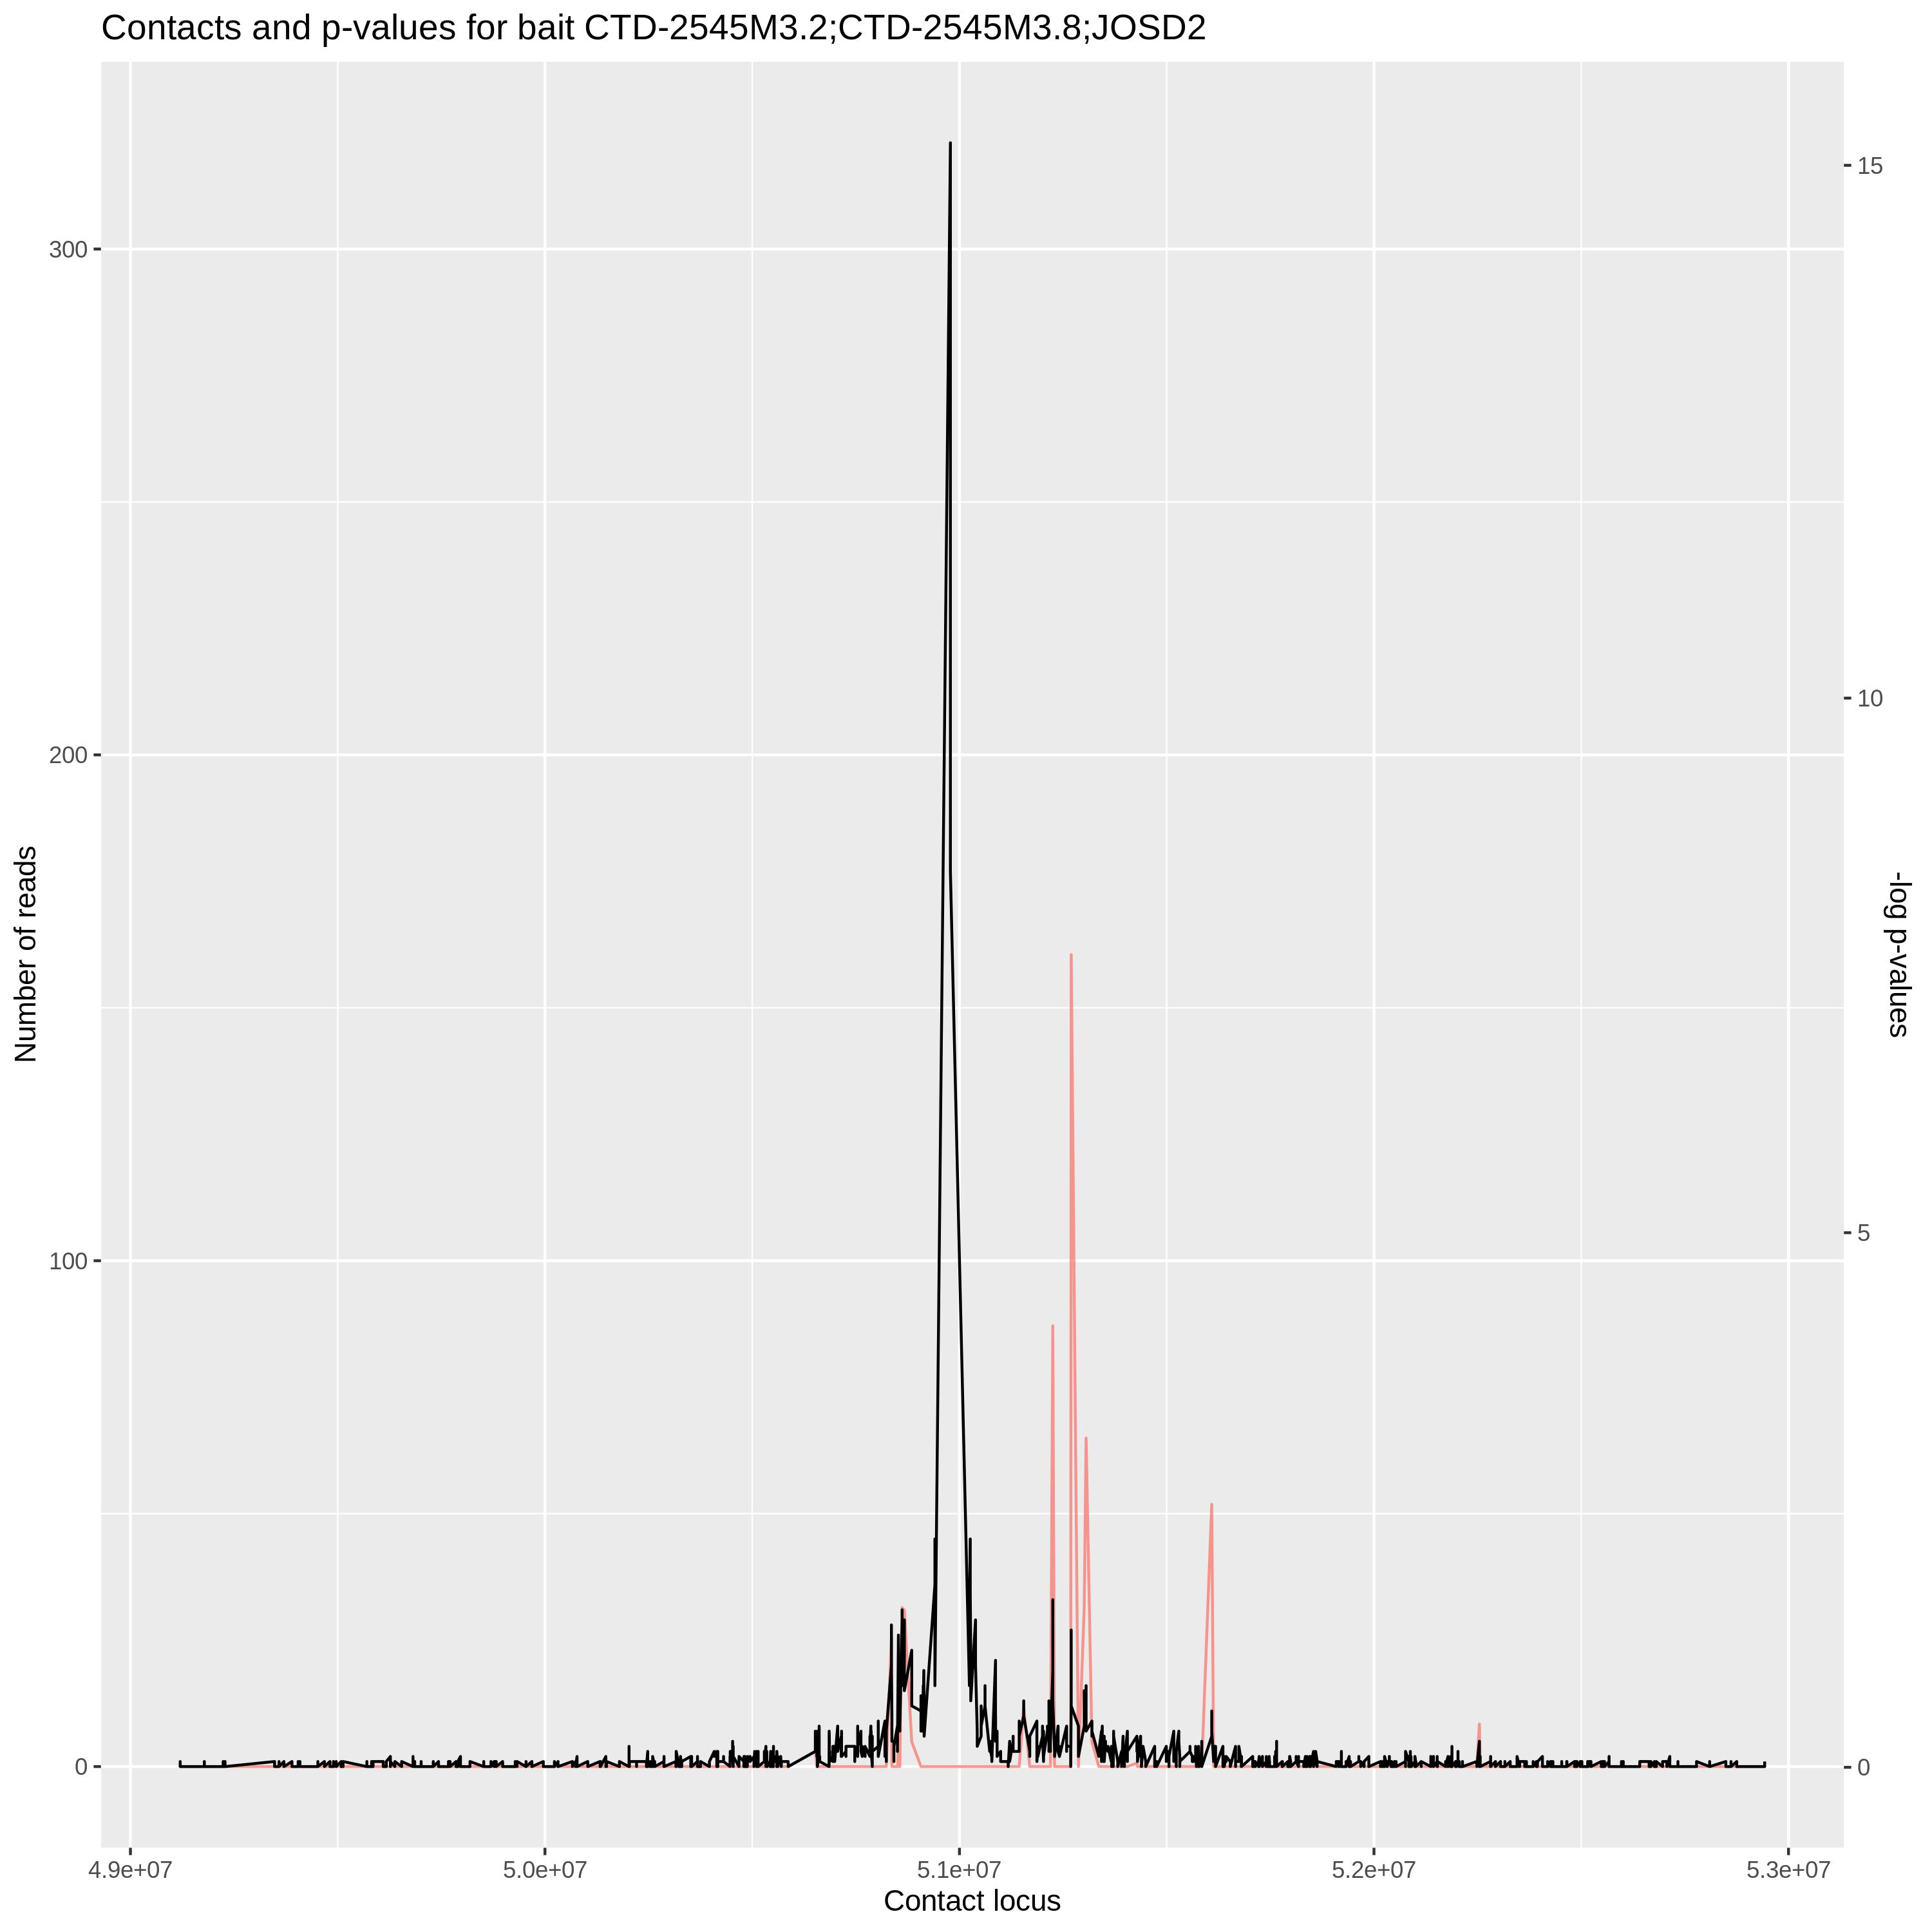 Contacts and p-values for bait CTD-2545M3.2;CTD-2545M3.8;JOSD2
Number of reads
300
200
100
0
15
10
5
0
-log p-values
4.9e+07
5.0e+07
5.1e+07
5.2e+07
5.3e+07
Contact locus